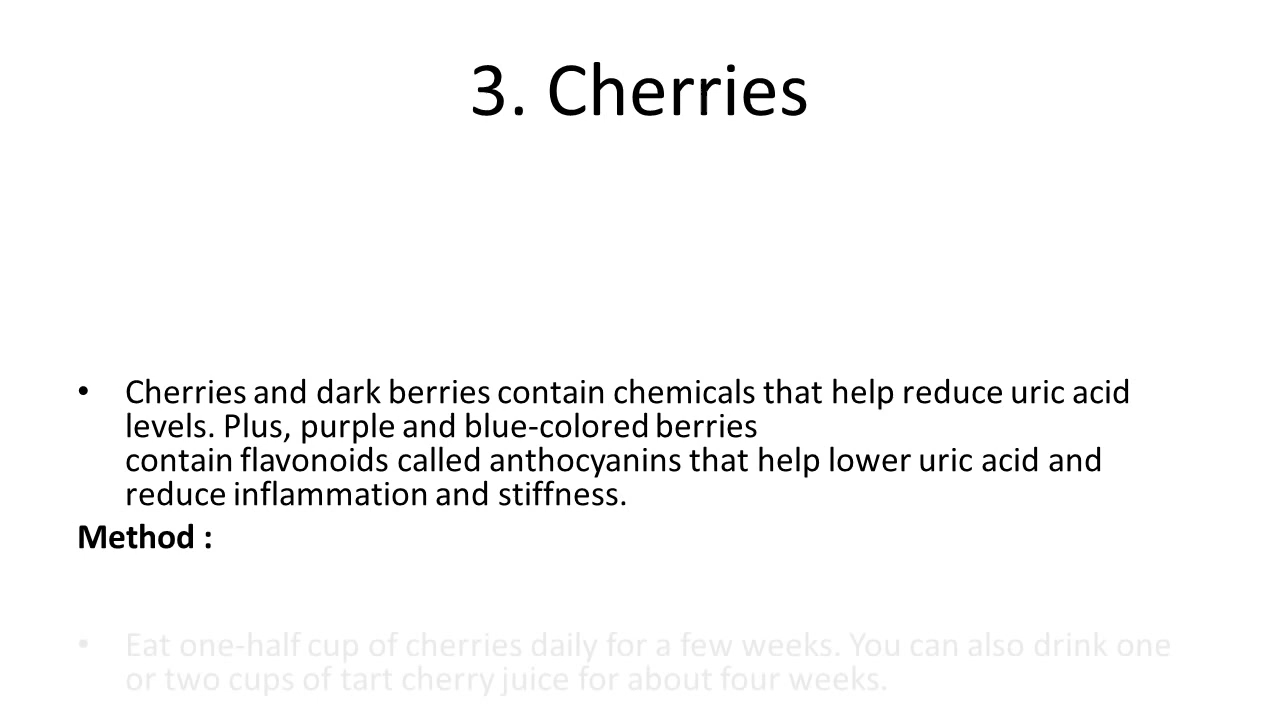 3. Cherries
• Cherries and dark berries contain chemicals that help reduce uric acid
levels. Plus, purple and blue-colored berries
contain flavonoids called anthocyanins that help lower uric acid and
reduce inflammation and stiffness.
Method :
• Eat one-half cup of cherries daily for a few weeks. You can also drink one
or two cups of tart cherry juice for about four weeks.